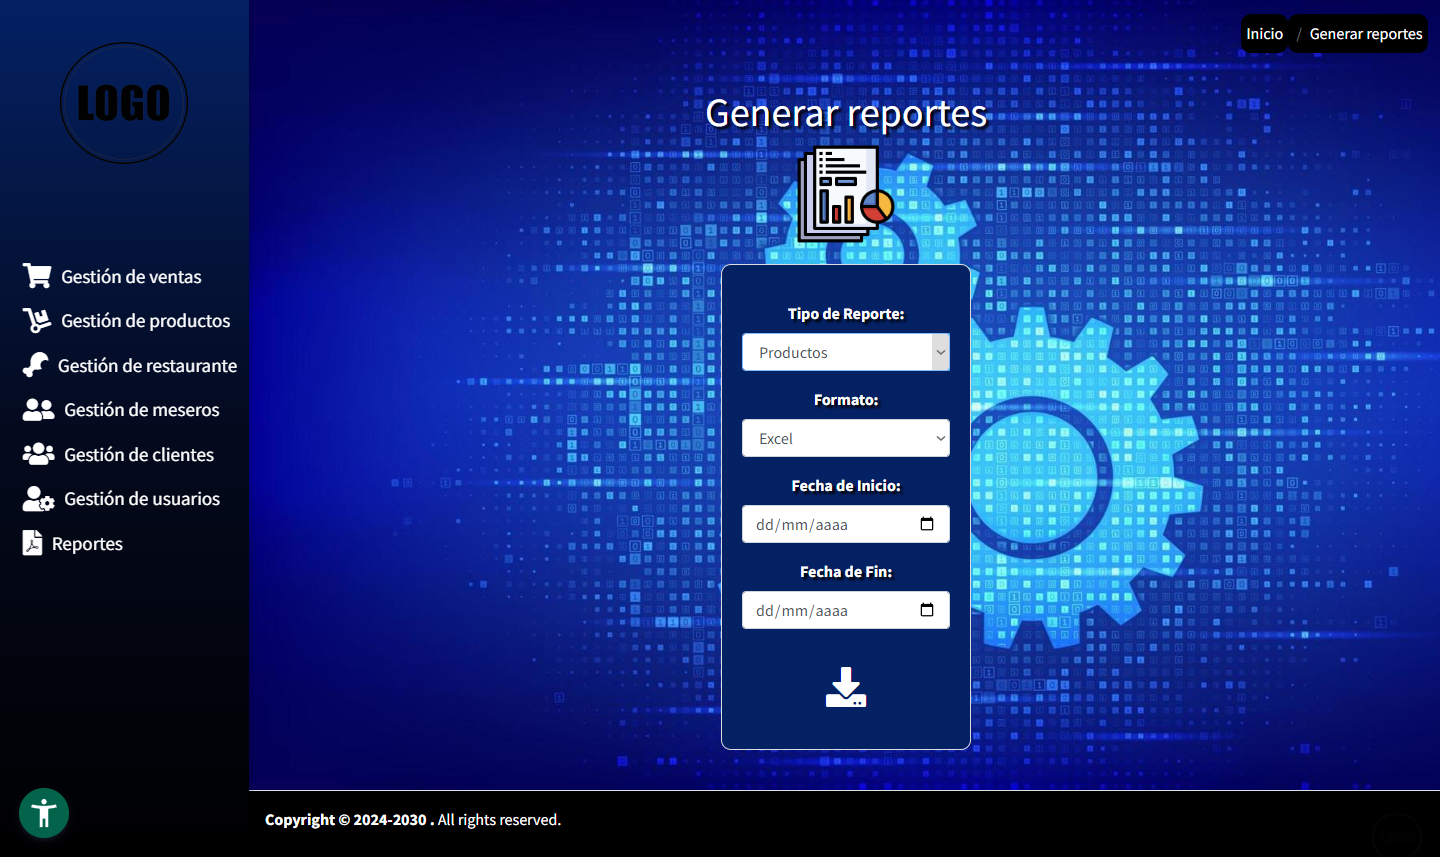 LOGO
Gestión de ventas
Gestión de productos
Gestión de restaurante
Gestión de meseros
Gestión de clientes
Gestión de usuarios
Reportes
Inicio / Generar reportes
Generar reportes
Tipo de Reporte:
Productos
Formato:
Excel
Fecha de Inicio:
dd/mm/aaaa
Fecha de Fin:
dd/mm/aaaa
Copyright © 2024-2030 . All rights reserved.